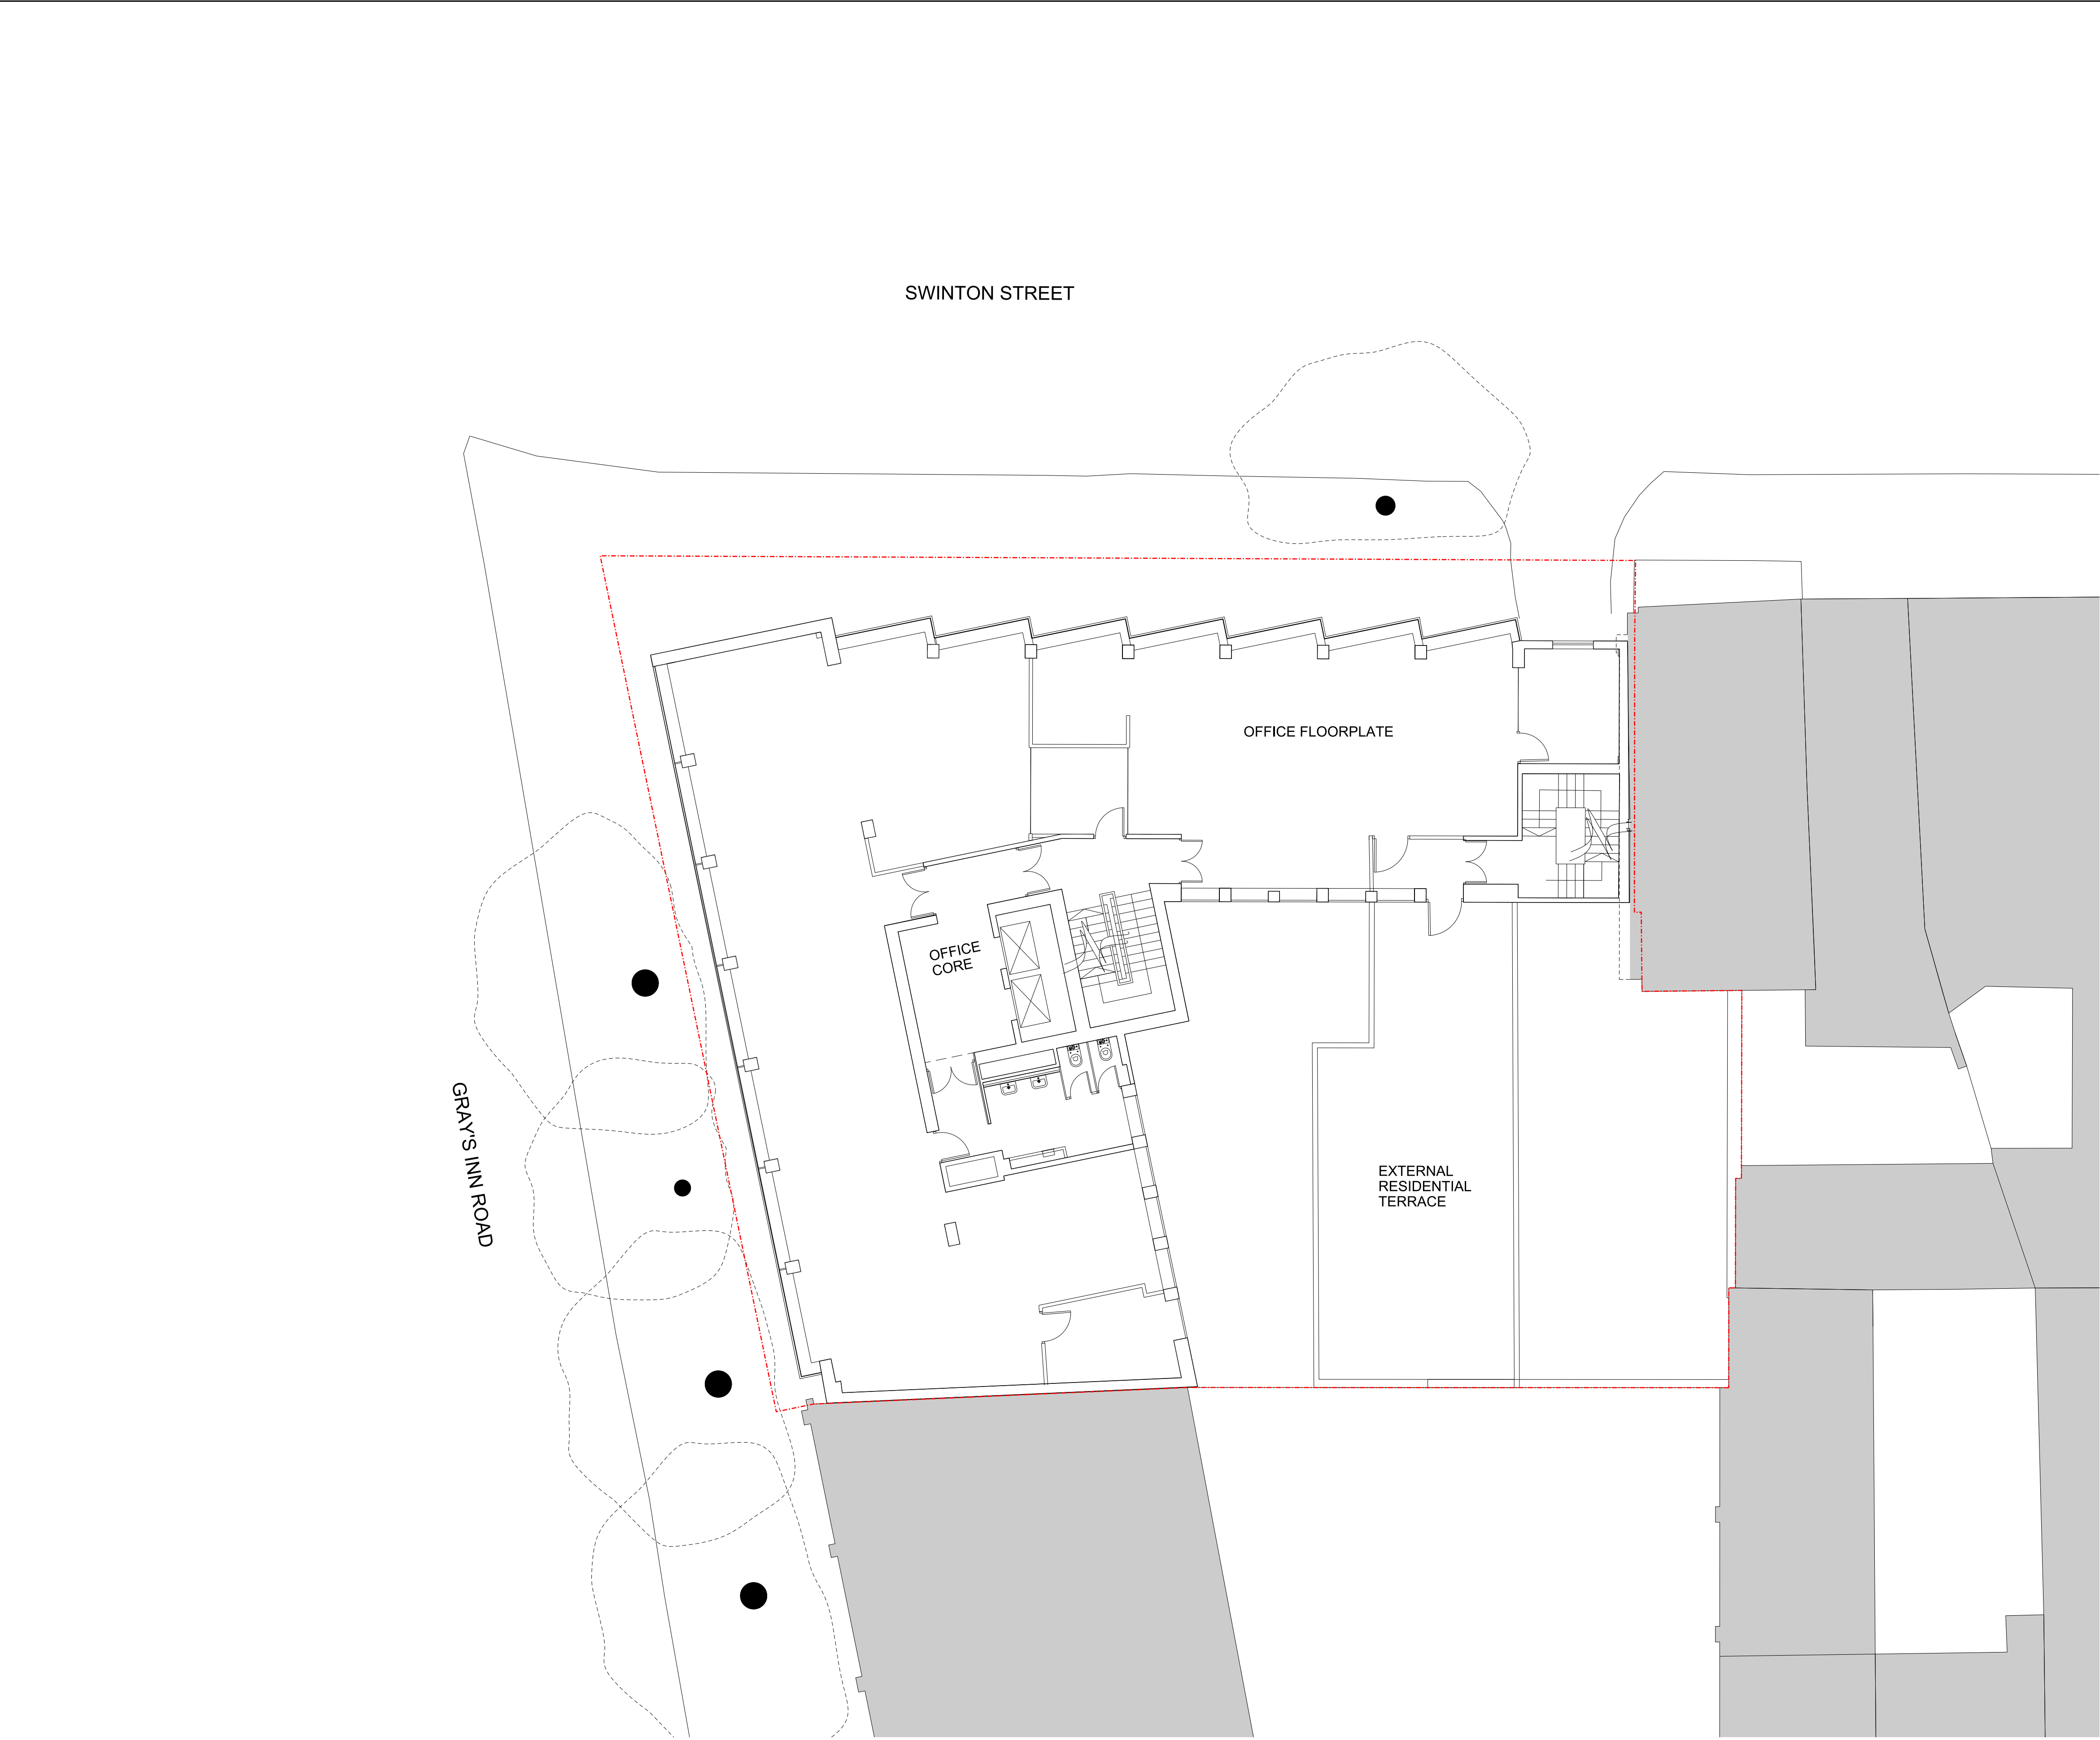 SWINTON STREET
OFFICE FLOORPLATE
OFFICE
CORE
GRAY'S INN ROAD
EXTERNAL
RESIDENTIAL
TERRACE